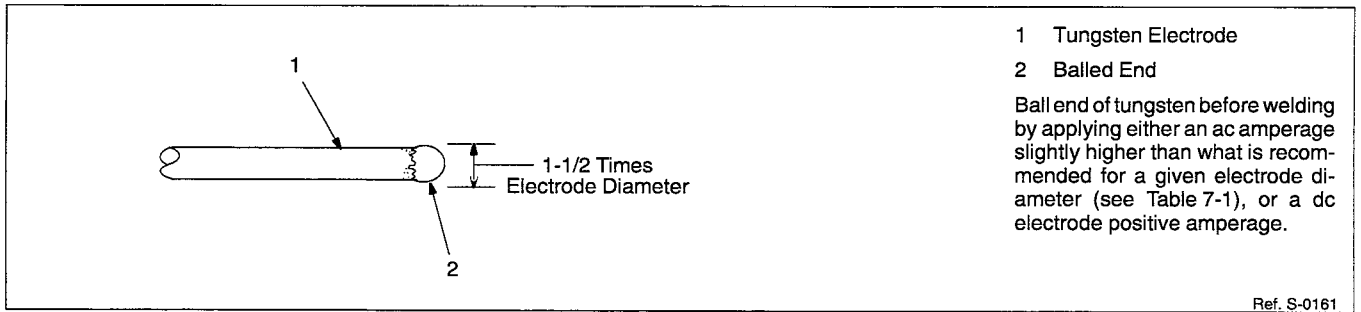 1
1-1/2 Times
Electrode Diameter
2
1 Tungsten Electrode
2 Balled End
Ball end of tungsten before welding
by applying either an ac amperage
slightly higher than what is recom-
mended for a given electrode di-
ameter (see Table 7-1), or a dc
electrode positive amperage.
Ref. S-0161